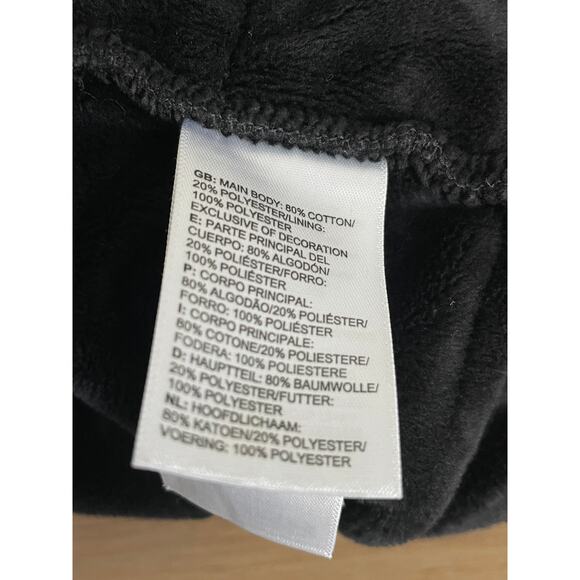 GB: MAIN BODY: 80% COTTON/
20% POLYESTER/LINING:
100% POLYESTER
EXCLUSIVE OF DECORATION
E: PARTE PRINCIPAL DEL
CUERPO: 80% ALGODÓN/
20% POLIÉSTER/FORRO:
100% POLIÉSTER
P: CORPO PRINCIPAL:
80% ALGODÃO/20% POLIÉSTER/
FORRO: 100% POLIÉSTER
I: CORPO PRINCIPALE:
80% COTONE/20% POLIESTERE/
FODERA: 100% POLIESTERE
D: HAUPTTEIL: 80% BAUMWOLLE/
20% POLYESTER/FUTTER:
100% POLYESTER
NL: HOOFDLICHAAM:
80% KATOEN/20% POLYESTER/
VOERING: 100% POLYESTER